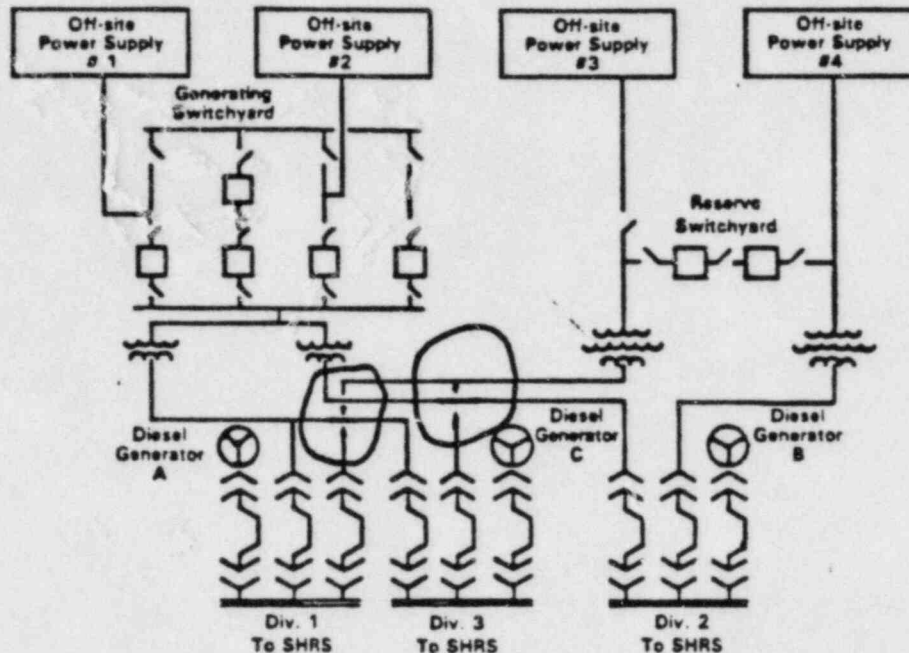 Off-site
Power Supply
# 1
Off-site
Power Supply
#2
Off-site
Power Supply
#3
Off-site
Power Supply
#4
Generating
Switchyard
Reserve
Switchyard
Diesel
Generator
A
Diesel
Generator
C
Diesel
Generator
B
Div. 1
To SHRS
Div. 3
To SHRS
Div. 2
To SHRS